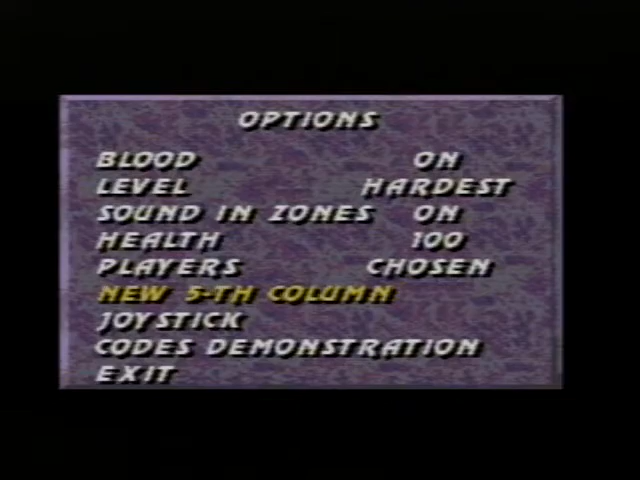 OPTIONS
BLOOD ON
LEVEL HARDEST
SOUND IN ZONES ON
HEALTH 100
PLAYERS CHOSEN
NEW 5-TH COLUMN
JOYSTICK
CODES DEMONSTRATION
EXIT